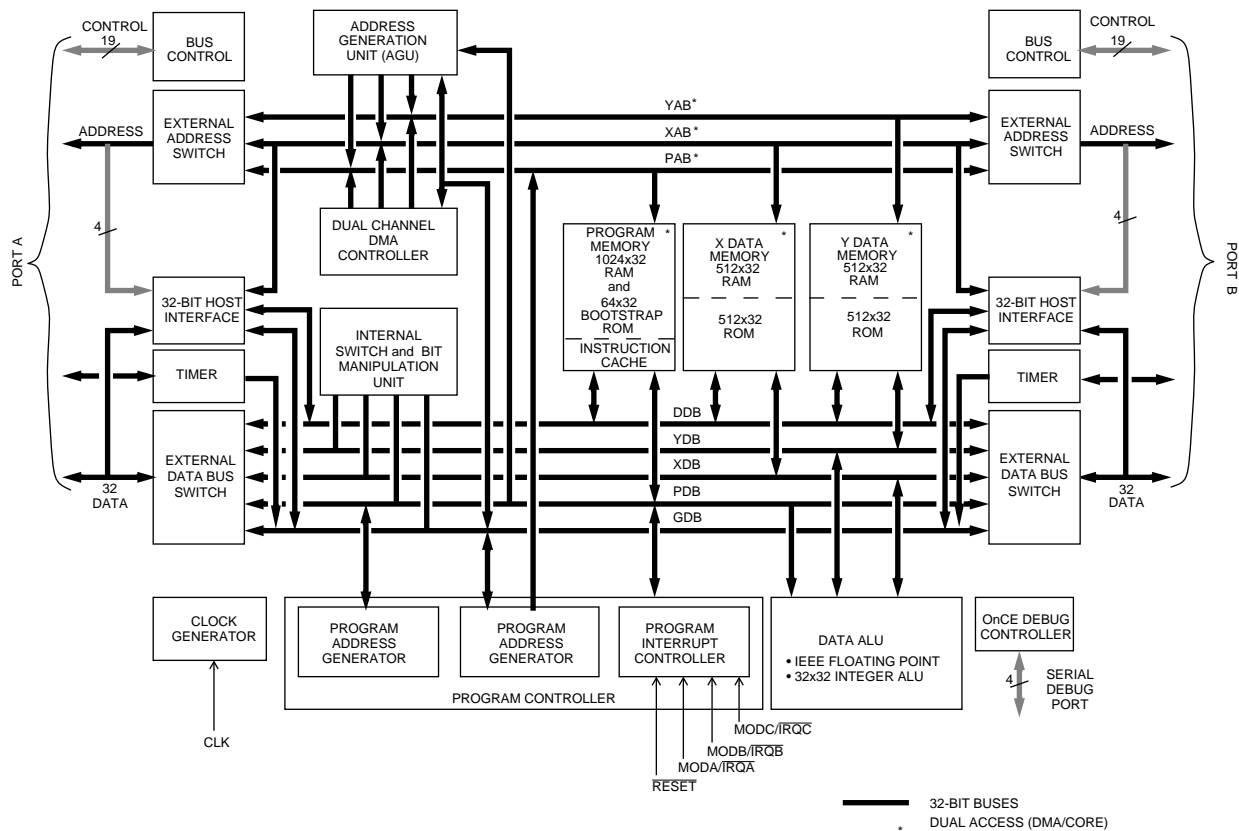 CONTROL
19
BUS
CONTROL
ADDRESS
GENERATION
UNIT (AGU)
BUS
CONTROL
CONTROL
19
EXTERNAL
ADDRESS
SWITCH
ADDRESS
YAB*
XAB*
PAB*
EXTERNAL
ADDRESS
SWITCH
ADDRESS
4
PORT A
DUAL CHANNEL
DMA
CONTROLLER
PROGRAM *
MEMORY
1024x32
RAM
and
64x32
BOOTSTRAP
ROM
INSTRUCTION
CACHE
*
X DATA
MEMORY
512x32
RAM
512x32
ROM
*
Y DATA
MEMORY
512x32
RAM
512x32
ROM
4
PORT B
32-BIT HOST
INTERFACE
INTERNAL
SWITCH and BIT
MANIPULATION
UNIT
32-BIT HOST
INTERFACE
TIMER
TIMER
EXTERNAL
DATA BUS
SWITCH
32
DATA
DDB
YDB
XDB
PDB
GDB
EXTERNAL
DATA BUS
SWITCH
32
DATA
CLOCK
GENERATOR
CLK
PROGRAM
ADDRESS
GENERATOR
PROGRAM
ADDRESS
GENERATOR
PROGRAM
INTERRUPT
CONTROLLER
PROGRAM CONTROLLER
DATA ALU
• IEEE FLOATING POINT
• 32x32 INTEGER ALU
OnCE DEBUG
CONTROLLER
4
SERIAL
DEBUG
PORT
MODC/IRQC
MODB/IRQB
MODA/IRQA
RESET
32-BIT BUSES
* DUAL ACCESS (DMA/CORE)